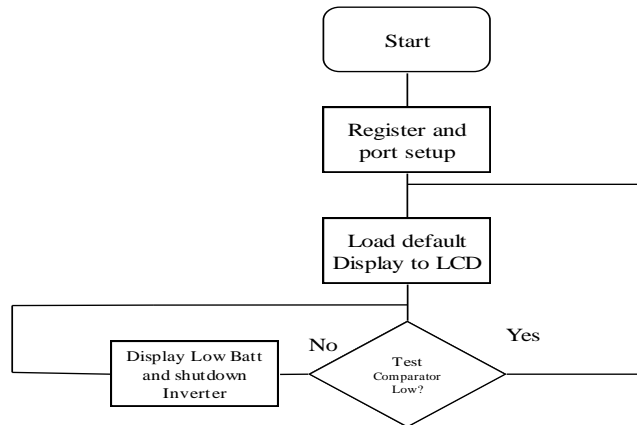 Start
Register and
port setup
Load default
Display to LCD
No
Yes
Display Low Batt
and shutdown
Inverter
Test
Comparator
Low?